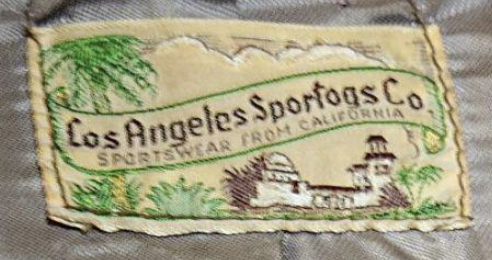 Los Angeles Sportogs Co.
SPORTSWEAR FROM CALIFORNIA